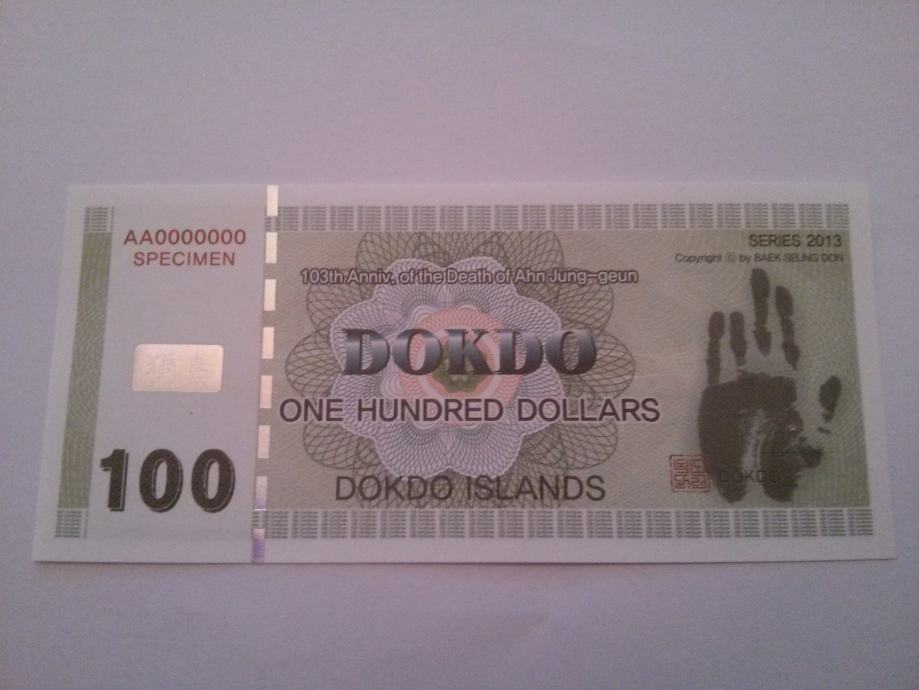 AA0000000
SPECIMEN
SERIES 2013
Copyright ⓒ by BAEK SEUNG DON
103th Anniv. of the Death of Ahn Jung-geun
DOKDO
ONE HUNDRED DOLLARS
100
DOKDO ISLANDS
DOKDO